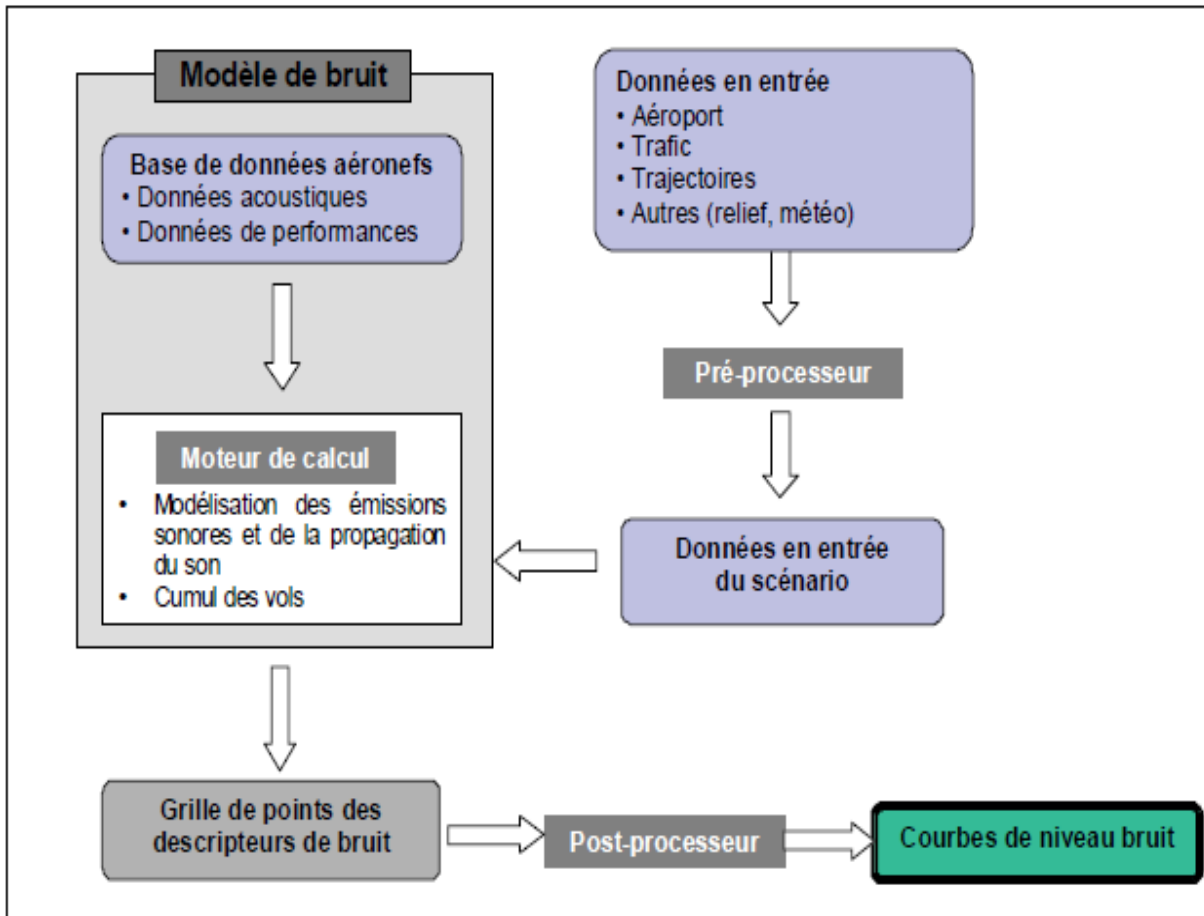 Modèle de bruit
Base de données aéronefs
• Données acoustiques
• Données de performances
Moteur de calcul
• Modélisation des émissions
sonores et de la propagation
du son
• Cumul des vols
Données en entrée
• Aéroport
• Trafic
• Trajectoires
• Autres (relief, météo)
Pré-processeur
Données en entrée
du scénario
Grille de points des
descripteurs de bruit
Post-processeur
Courbes de niveau bruit